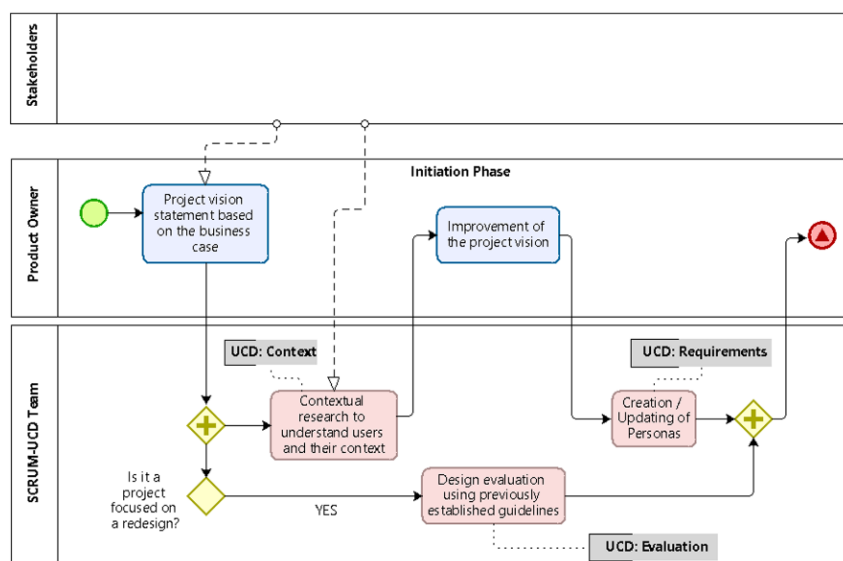 Stakeholders
Product Owner
Initiation Phase
Project vision
statement based
on the business
case
Improvement of
the project vision
SCRUM-UCD Team
UCD: Context
UCD: Requirements
Contextual
research to
understand users
and their context
Creation /
Updating of
Personas
Is it a
project
focused on
a redesign?
YES
Design evaluation
using previously
established guidelines
UCD: Evaluation